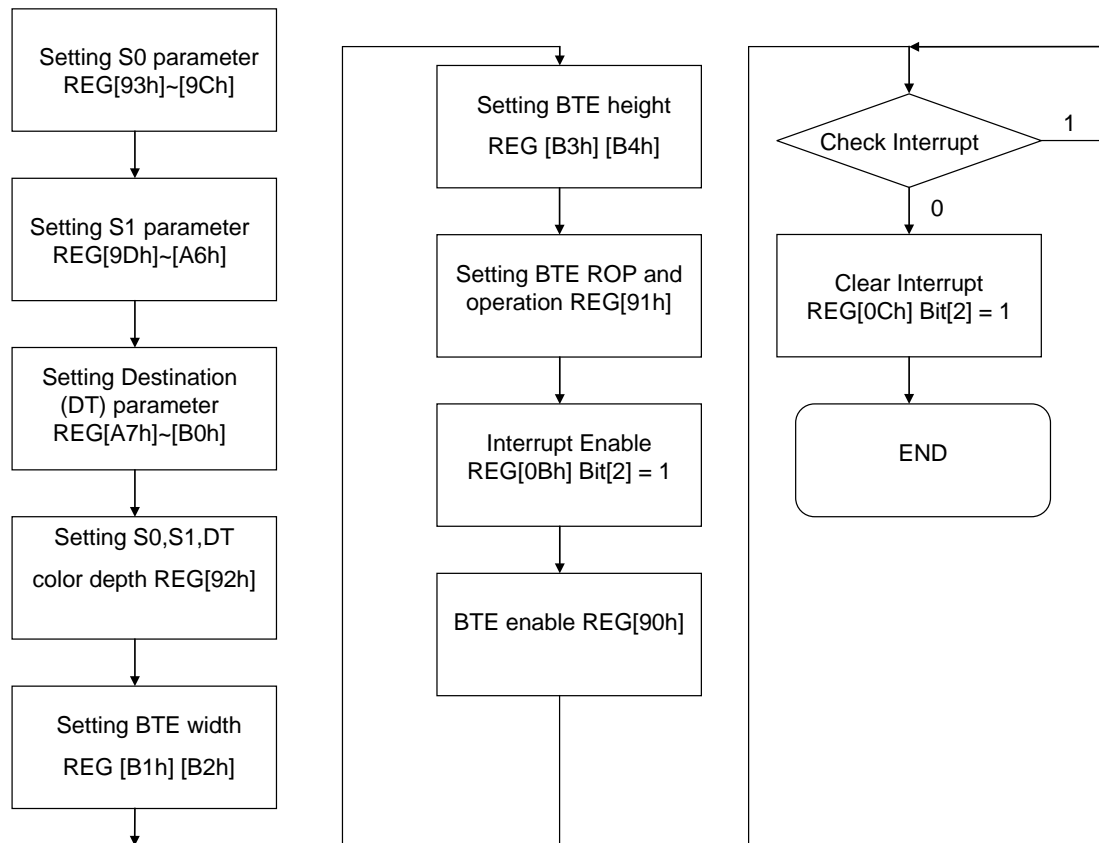 Setting S0 parameter
REG[93h]~[9Ch]
Setting S1 parameter
REG[9Dh]~[A6h]
Setting Destination
(DT) parameter
REG[A7h]~[B0h]
Setting S0,S1,DT
color depth REG[92h]
Setting BTE width
REG [B1h] [B2h]
Setting BTE height
REG [B3h] [B4h]
Setting BTE ROP and
operation REG[91h]
Interrupt Enable
REG[0Bh] Bit[2] = 1
BTE enable REG[90h]
Check Interrupt
1
0
Clear Interrupt
REG[0Ch] Bit[2] = 1
END